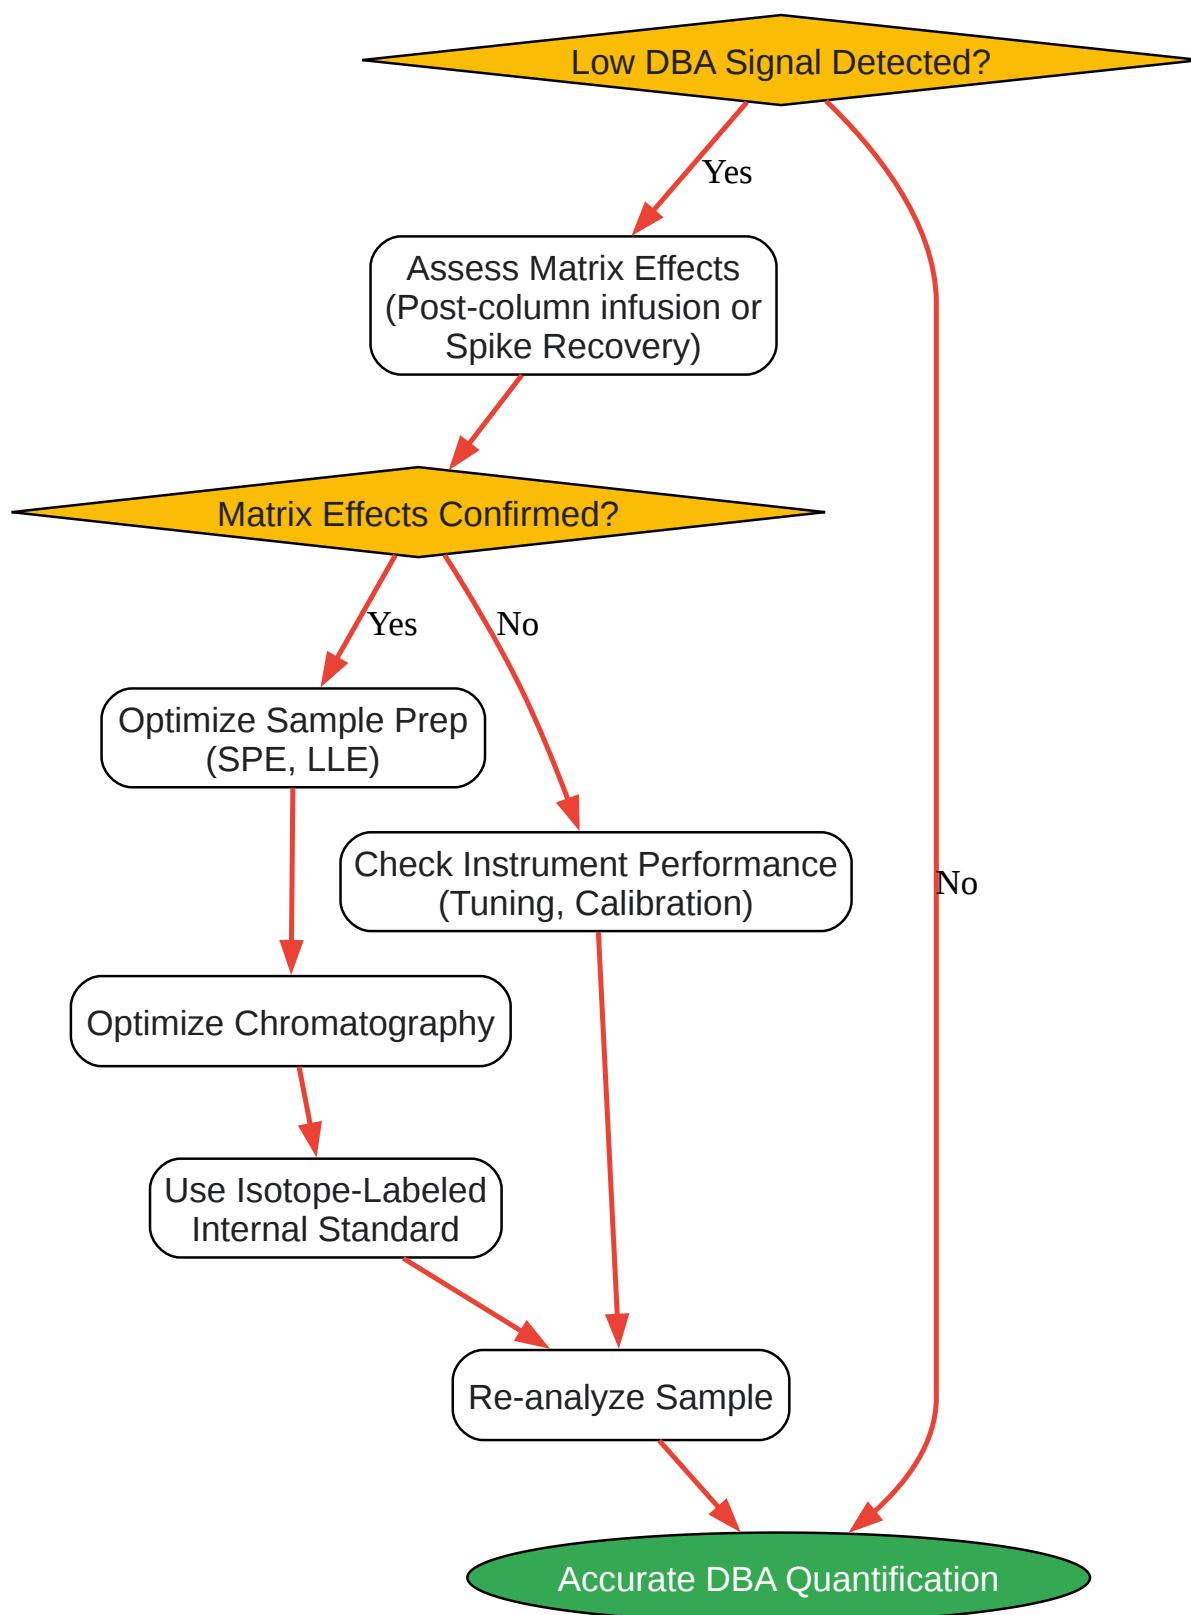 Low DBA Signal Detected?
Yes
Assess Matrix Effects
(Post-column infusion or
Spike Recovery)
Matrix Effects Confirmed?
Yes
No
Optimize Sample Prep
(SPE, LLE)
Check Instrument Performance
(Tuning, Calibration)
No
Optimize Chromatography
Use Isotope-Labeled
Internal Standard
Re-analyze Sample
Accurate DBA Quantification